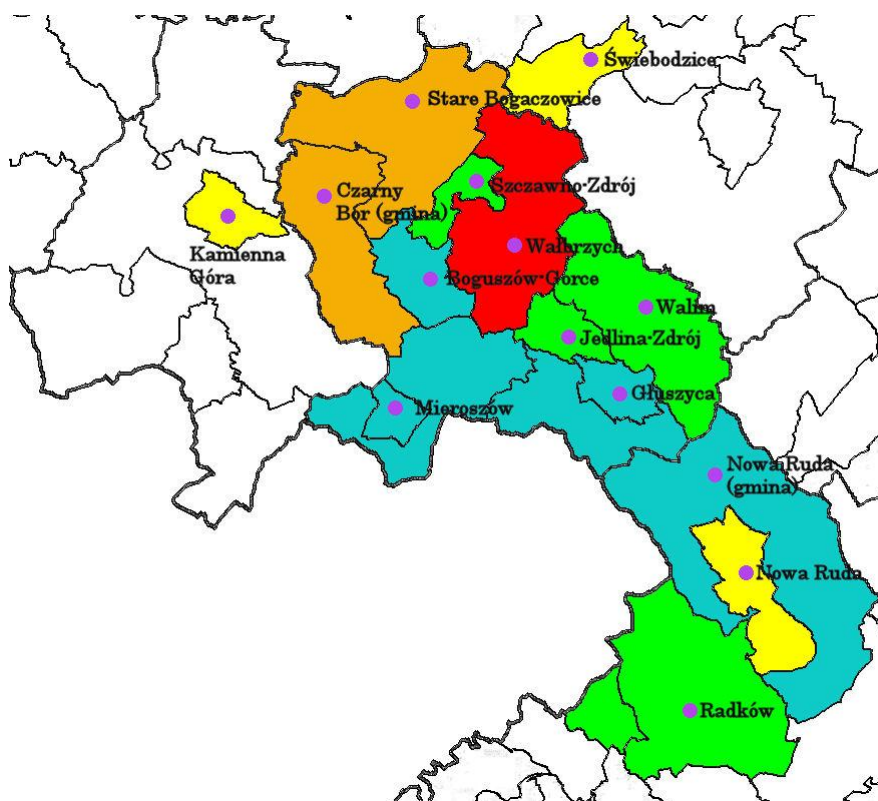 Świebodzice
Stare Bogaczowice
Szczawno-Zdrój
Czarny
Bór (gmina)
Wałbrzych
Kamienna
Góra
Boguszów-Gorce
Walim
Jedlina-Zdrój
Głuszyca
Mieroszów
Nowa Ruda
(gmina)
Nowa Ruda
Radków